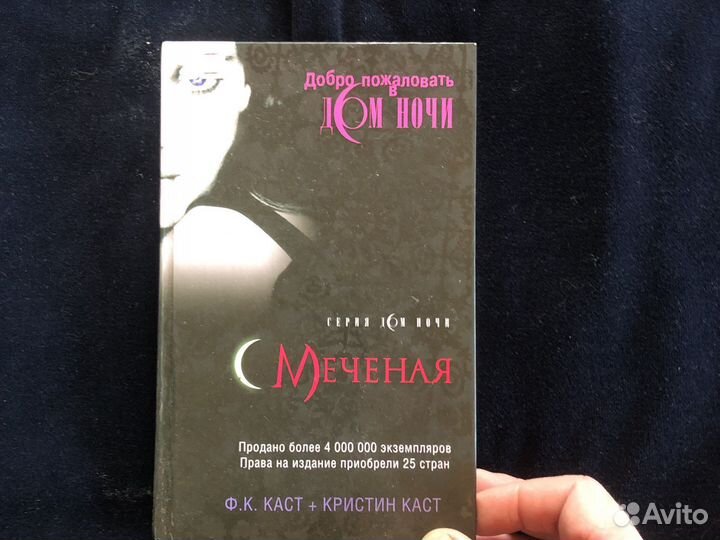 Добро пожаловать
в
ДОМ НОЧИ
СЕРИЯ ДОМ НОЧИ
МЕЧЕНАЯ
Продано более 4 000 000 экземпляров
Права на издание приобрели 25 стран
Ф.К. КАСТ + КРИСТИН КАСТ
Avito